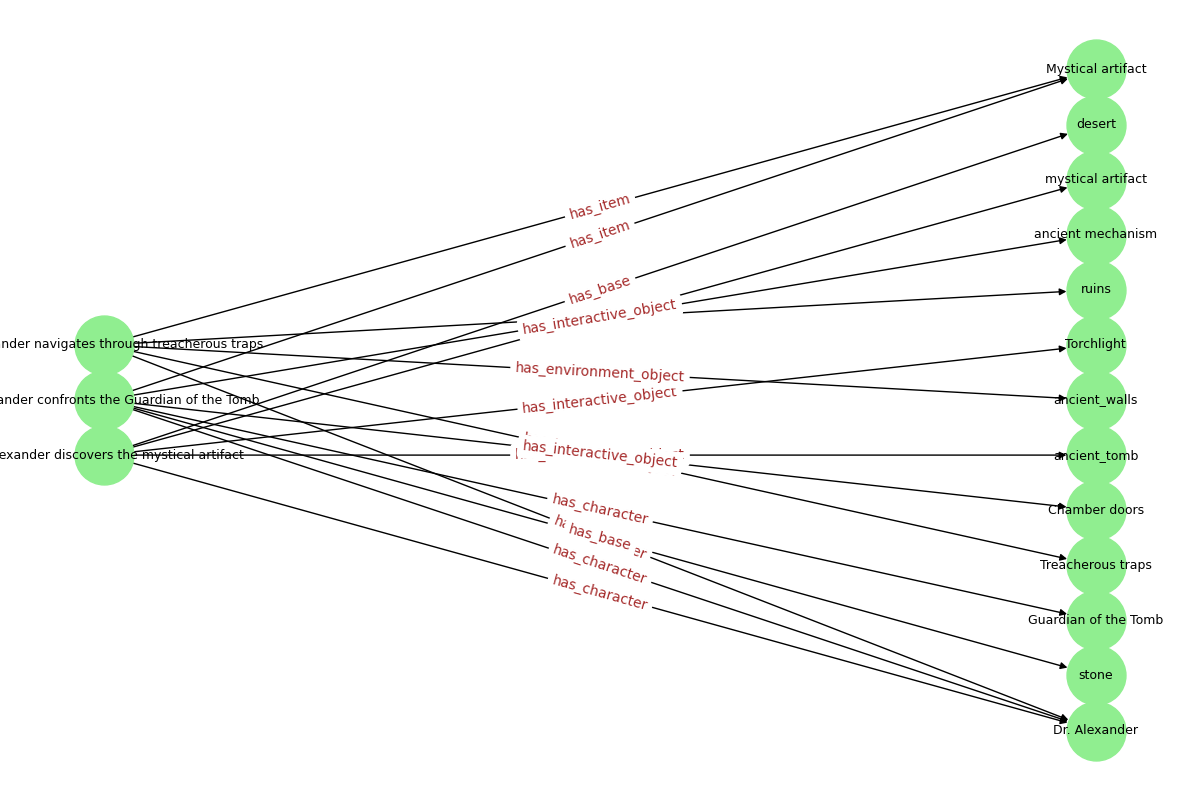 nder navigates through treacherous traps
ander confronts the Guardian of the Tomb
exander discovers the mystical artifact
has_item
has_item
has_base
has_interactive_object
has_environment_object
has_interactive_object
has_interactive_object
has_character
has_base
has_character
has_character
Mystical artifact
desert
mystical artifact
ancient mechanism
ruins
Torchlight
ancient_walls
ancient_tomb
Chamber doors
Treacherous traps
Guardian of the Tomb
stone
Dr. Alexander